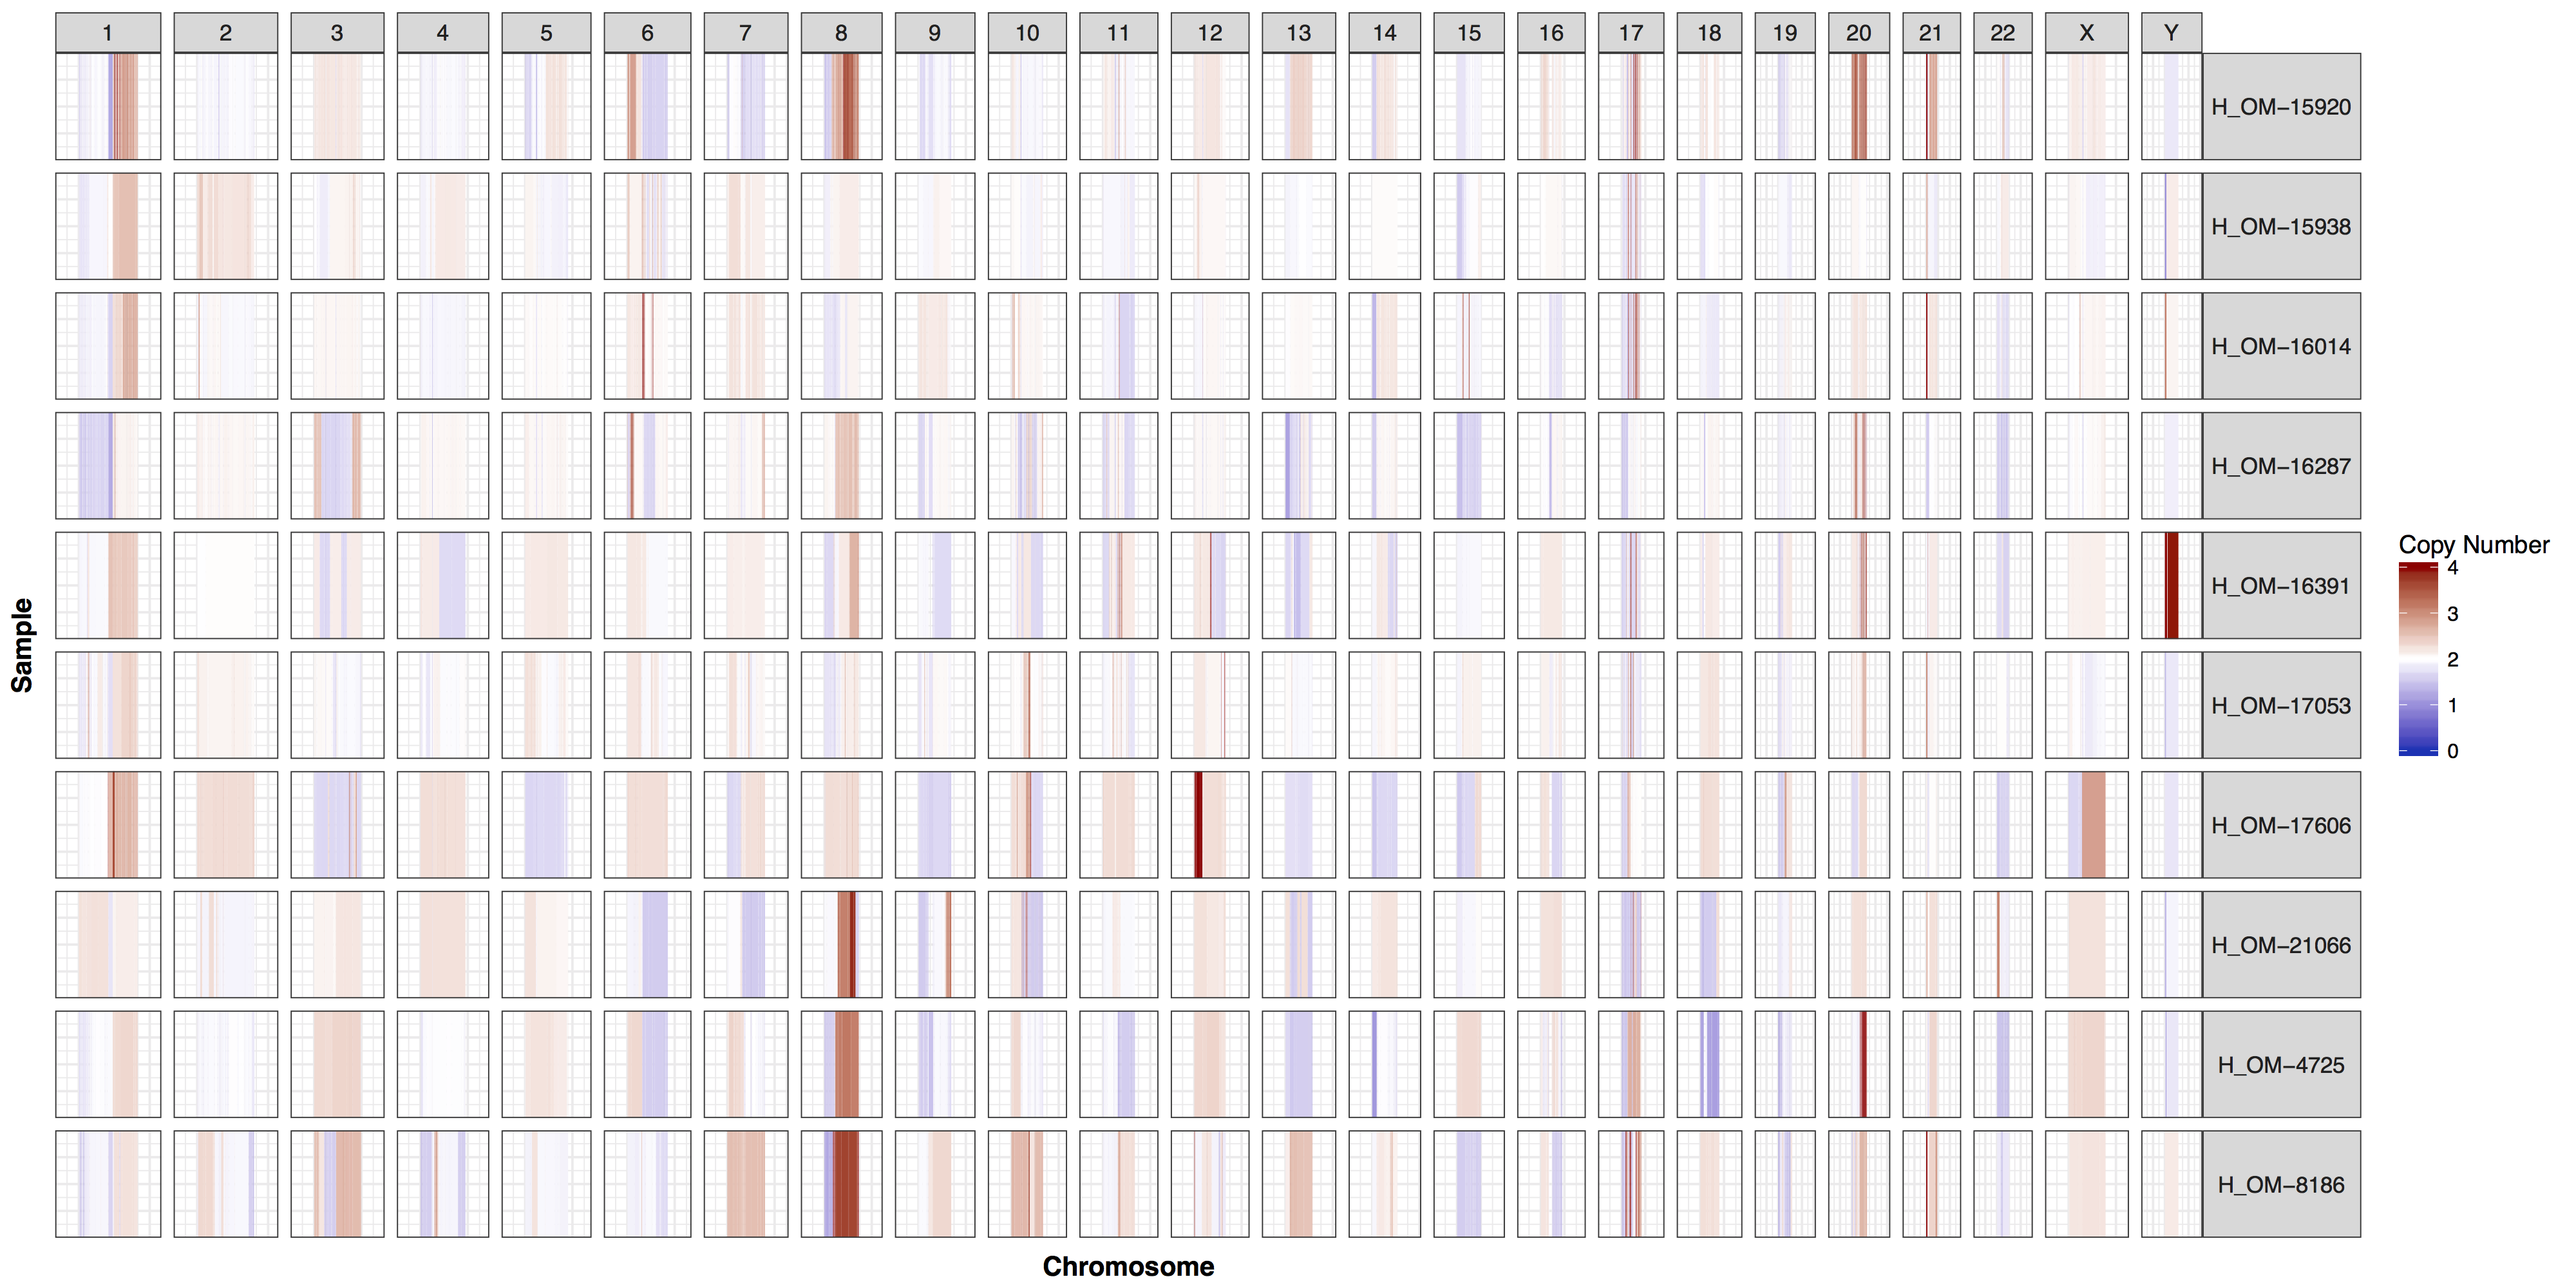 1 2 3 4 5 6 7 8 9 10 11 12 13 14 15 16 17 18 19 20 21 22 X Y
H_OM−15920
H_OM−15938
H_OM−16014
H_OM−16287
H_OM−16391
H_OM−17053
H_OM−17606
H_OM−21066
H_OM−4725
H_OM−8186
Sample
Chromosome
Copy Number
4
3
2
1
0